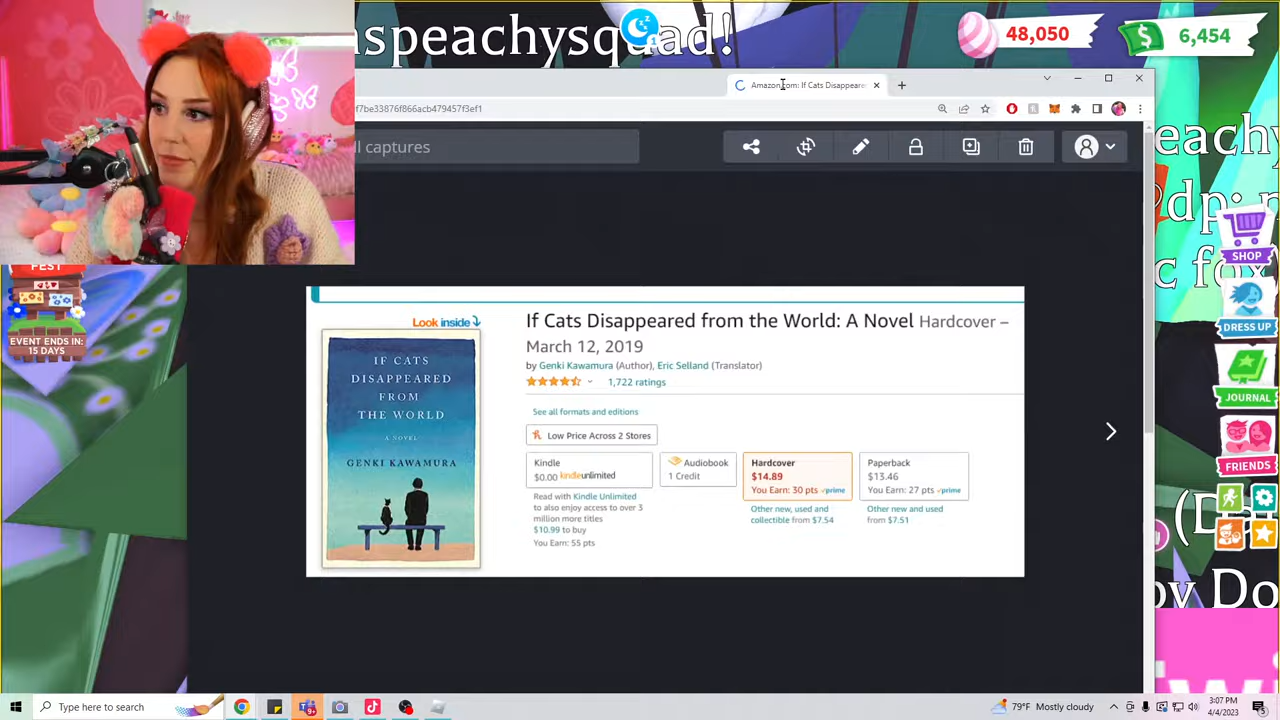 nspeachysquad!
48,050
6,454
Amazon.com: If Cats Disappeare
f7be33876f866acb479457f3ef1
ll captures
peachy
dp:
FEST
EVENT ENDS IN:
15 DAYS
SHOP
DRESS UP
JOURNAL
FRIENDS
Look inside
IF CATS
DISAPPEARED
FROM
THE WORLD
A NOVEL
GENKI KAWAMURA
If Cats Disappeared from the World: A Novel Hardcover –
March 12, 2019
by Genki Kawamura (Author), Eric Selland (Translator)
1,722 ratings
See all formats and editions
Low Price Across 2 Stores
Kindle
$0.00 kindleunlimited
Read with Kindle Unlimited
to also enjoy access to over 3
million more titles
$10.99 to buy
You Earn: 55 pts
Audiobook
1 Credit
Hardcover
$14.89
You Earn: 30 pts prime
Other new, used and
collectible from $7.54
Paperback
$13.46
You Earn: 27 pts prime
Other new and used
from $7.51
Type here to search
9+
79°F Mostly cloudy
3:07 PM
4/4/2023
5